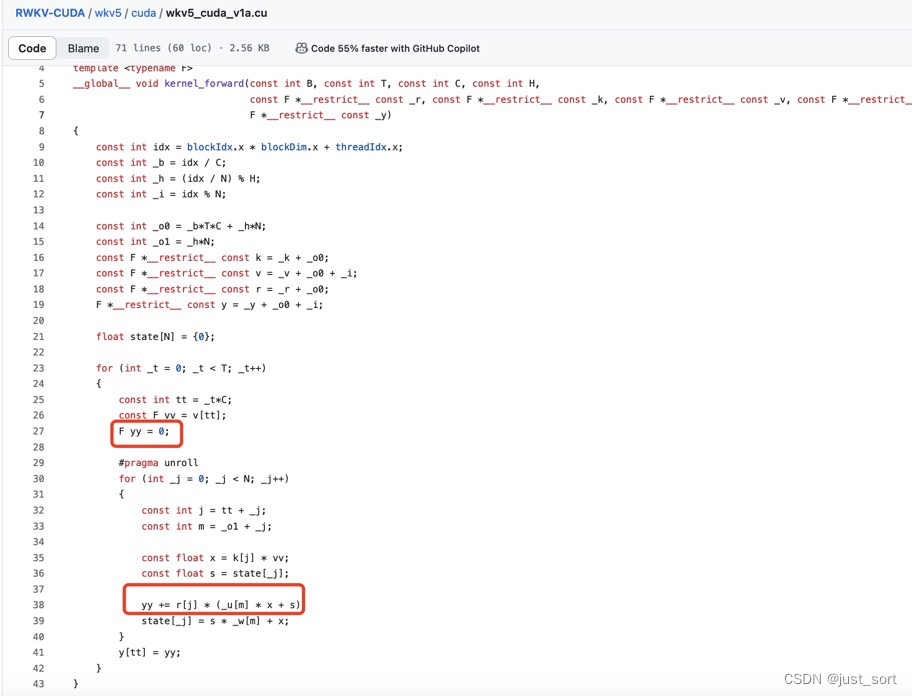 RWKV-CUDA / wkv5 / cuda / wkv5_cuda_v1a.cu
Code Blame 71 lines (60 loc) · 2.56 KB Code 55% faster with GitHub Copilot
4 template <typename F>
5 __global__ void kernel_forward(const int B, const int T, const int C, const int H,
6 const F *__restrict__ const _r, const F *__restrict__ const _k, const F *__restrict__ const _v, const F *__restrict_
7 F *__restrict__ const _y)
8 {
9 const int idx = blockIdx.x * blockDim.x + threadIdx.x;
10 const int _b = idx / C;
11 const int _h = (idx / N) % H;
12 const int _i = idx % N;
13
14 const int _o0 = _b*T*C + _h*N;
15 const int _o1 = _h*N;
16 const F *__restrict__ const k = _k + _o0;
17 const F *__restrict__ const v = _v + _o0 + _i;
18 const F *__restrict__ const r = _r + _o0;
19 F *__restrict__ const y = _y + _o0 + _i;
20
21 float state[N] = {0};
22
23 for (int _t = 0; _t < T; _t++)
24 {
25 const int tt = _t*C;
26 const F vv = v[tt];
27 F yy = 0;
28
29 #pragma unroll
30 for (int _j = 0; _j < N; _j++)
31 {
32 const int j = tt + _j;
33 const int m = _o1 + _j;
34
35 const float x = k[j] * vv;
36 const float s = state[_j];
37
38 yy += r[j] * (_u[m] * x + s)
39 state[_j] = s * _w[m] + x;
40 }
41 y[tt] = yy;
42 }
43 }
CSDN @just_sort